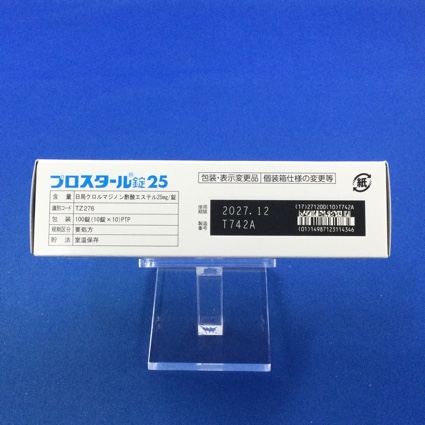 プロスタール®錠25
含 量 日局クロルマジノン酢酸エステル25mg/錠
識別コード TZ276
包 装 100錠(10錠×10)PTP
規制区分 要処方
貯 法 室温保存
包装・表示変更品 個装箱仕様の変更等
使用期限 2027.12
製造番号 T742A
(17)271200(10)T742A
(01)14987123114346
紙